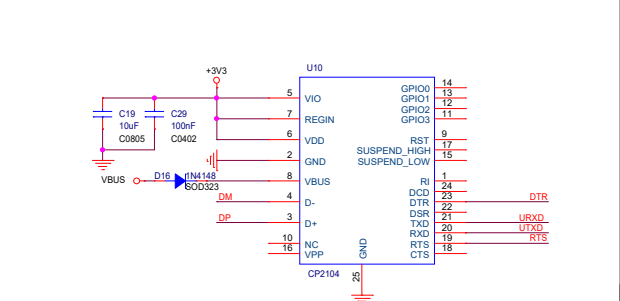 U10
+3V3
5 VIO
7 REGIN
6 VDD
2 GND
8 VBUS
4 D-
3 D+
10 NC
16 VPP
GPIO0 14
GPIO1 13
GPIO2 12
GPIO3 11
RST 9
SUSPEND_HIGH 17
SUSPEND_LOW 15
RI 1
DCD 24
DTR 23 DTR
DSR 22
TXD 21 URXD
RXD 20 UTXD
RTS 19 RTS
CTS 18
GND
25
CP2104
C19
10uF
C0805
C29
100nF
C0402
VBUS
D16 1N4148
SOD323
DM
DP